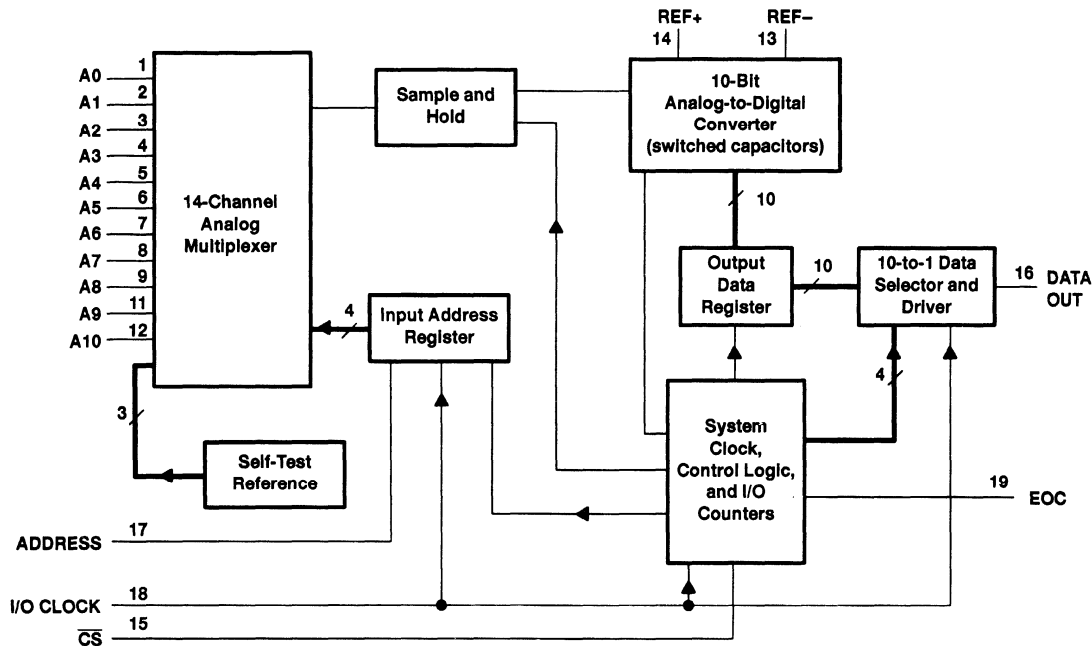 REF+
REF–
14
13
A0 1
A1 2
A2 3
A3 4
A4 5
A5 6
A6 7
A7 8
A8 9
A9 11
A10 12
14-Channel
Analog
Multiplexer
Sample and
Hold
10-Bit
Analog-to-Digital
Converter
(switched capacitors)
10
Output
Data
Register
10
10-to-1 Data
Selector and
Driver
16
DATA
OUT
4
Input Address
Register
4
3
Self-Test
Reference
System
Clock,
Control Logic,
and I/O
Counters
19
EOC
ADDRESS 17
I/O CLOCK 18
CS 15